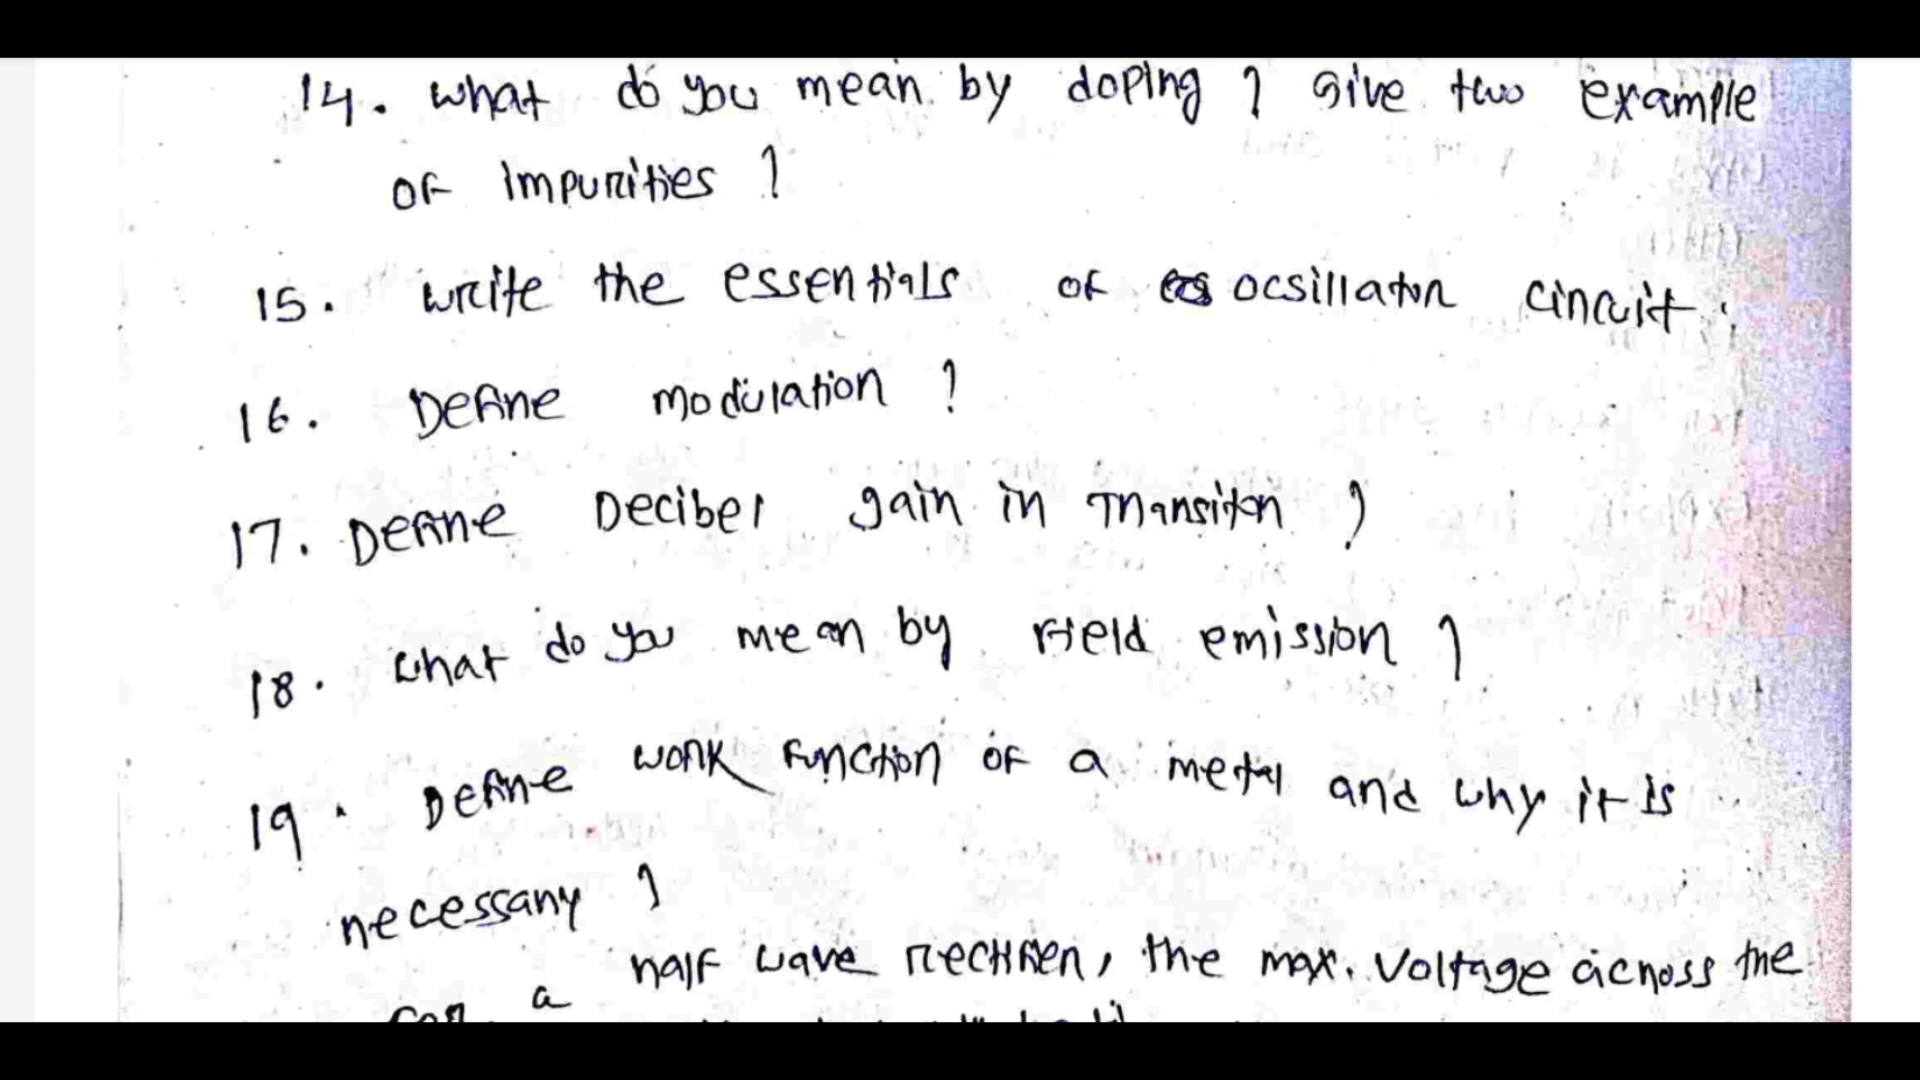 14. What do you mean by doping ? Give two example
of impurities ?
15. write the essentials of ocsillator circuit.
16. Define modulation ?
17. Define Decibel gain in Transitor ?
18. what do you mean by field emission ?
19. Define work function of a metal and why it is
necessary ?
For a half wave rectifier, the max. voltage across the